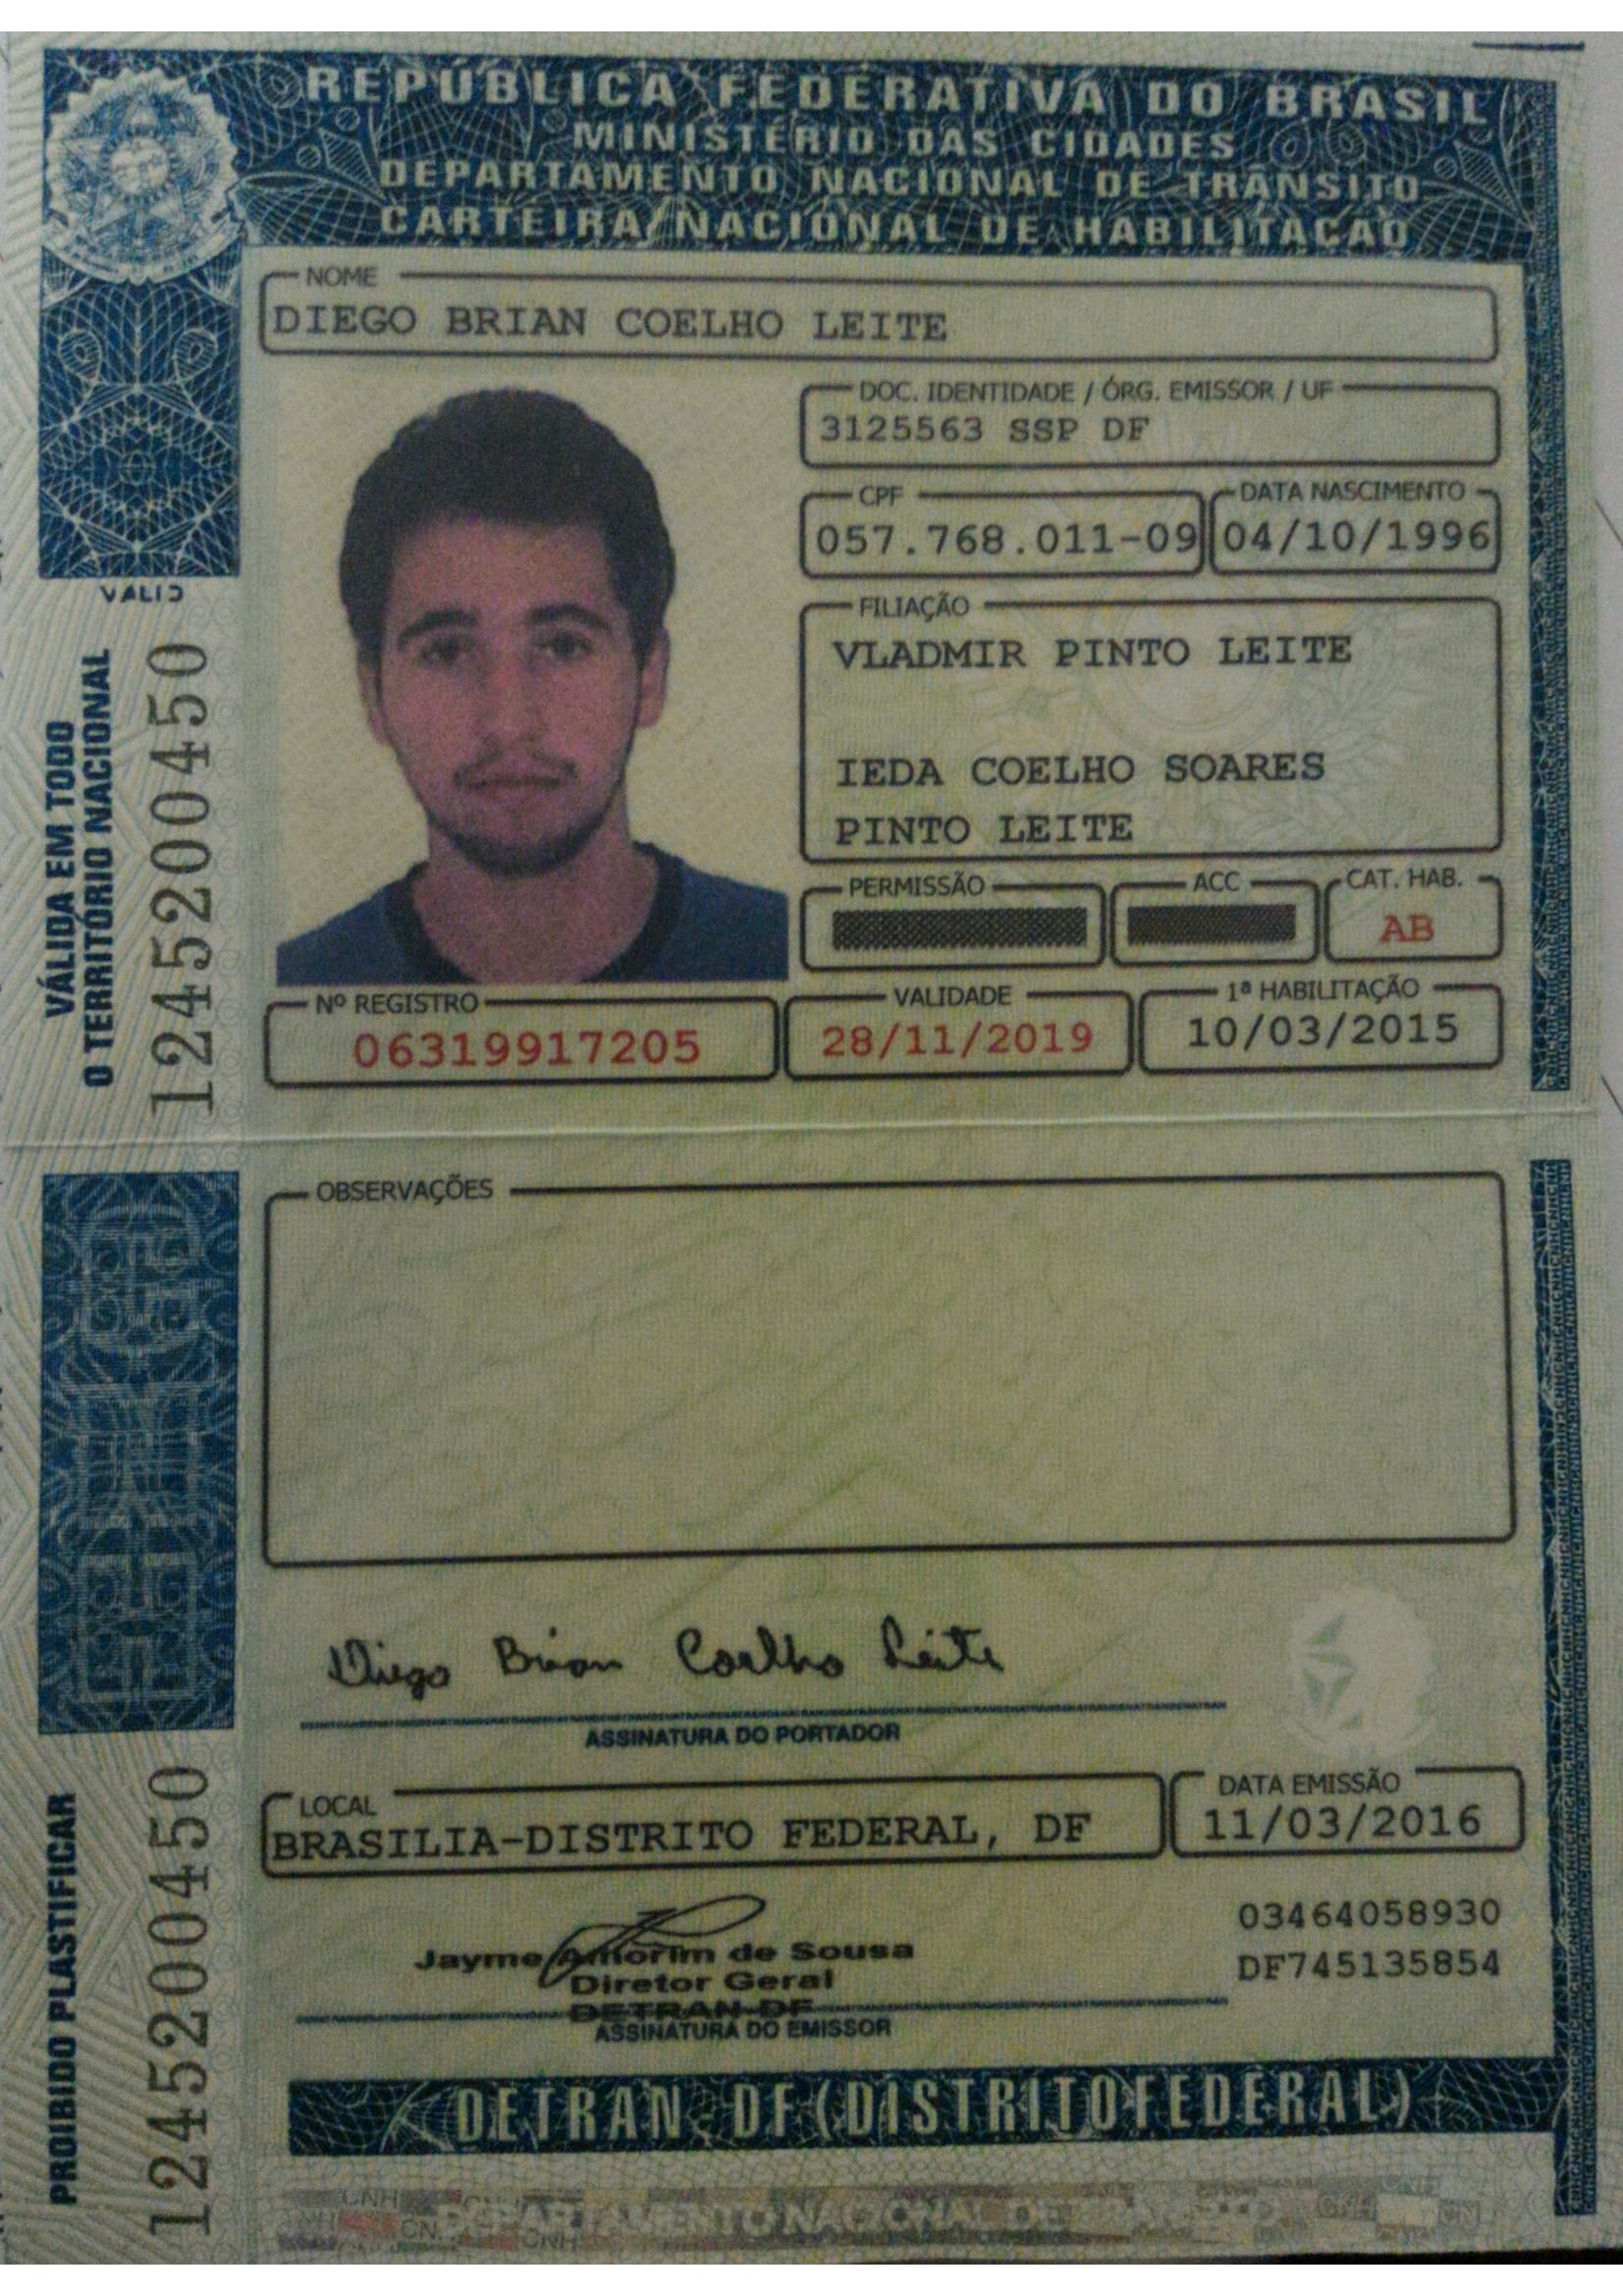 REPÚBLICA FEDERATIVA DO BRASIL
MINISTÉRIO DAS CIDADES
DEPARTAMENTO NACIONAL DE TRÂNSITO
CARTEIRA NACIONAL DE HABILITAÇÃO
NOME
DIEGO BRIAN COELHO LEITE
DOC. IDENTIDADE / ÓRG. EMISSOR / UF
3125563 SSP DF
CPF
057.768.011-09
DATA NASCIMENTO
04/10/1996
FILIAÇÃO
VLADMIR PINTO LEITE
IEDA COELHO SOARES
PINTO LEITE
PERMISSÃO
ACC
CAT. HAB.
AB
Nº REGISTRO
06319917205
VALIDADE
28/11/2019
1ª HABILITAÇÃO
10/03/2015
VALID
VÁLIDA EM TODO
O TERRITÓRIO NACIONAL
1245200450
OBSERVAÇÕES
Diego Brian Coelho Leite
ASSINATURA DO PORTADOR
LOCAL
BRASILIA-DISTRITO FEDERAL, DF
DATA EMISSÃO
11/03/2016
03464058930
DF745135854
Jayme Amorim de Sousa
Diretor Geral
DETRAN-DF
ASSINATURA DO EMISSOR
PROIBIDO PLASTIFICAR
1245200450
DETRAN-DF (DISTRITO FEDERAL)
DEPARTAMENTO NACIONAL DE